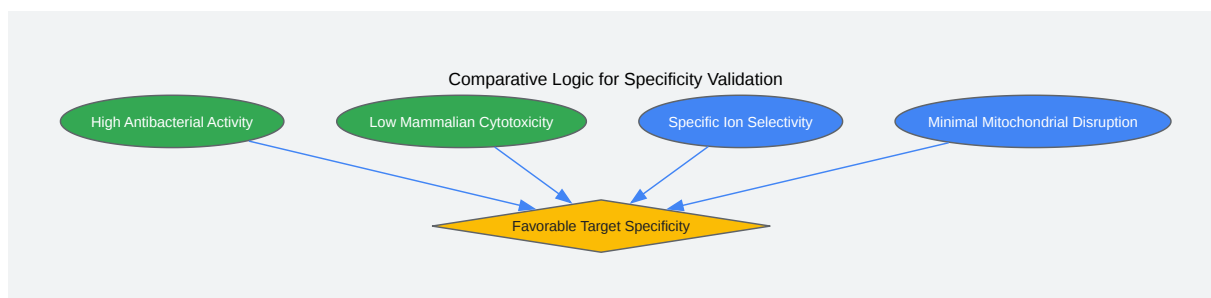 Comparative Logic for Specificity Validation
High Antibacterial Activity
Low Mammalian Cytotoxicity
Specific Ion Selectivity
Minimal Mitochondrial Disruption
Favorable Target Specificity